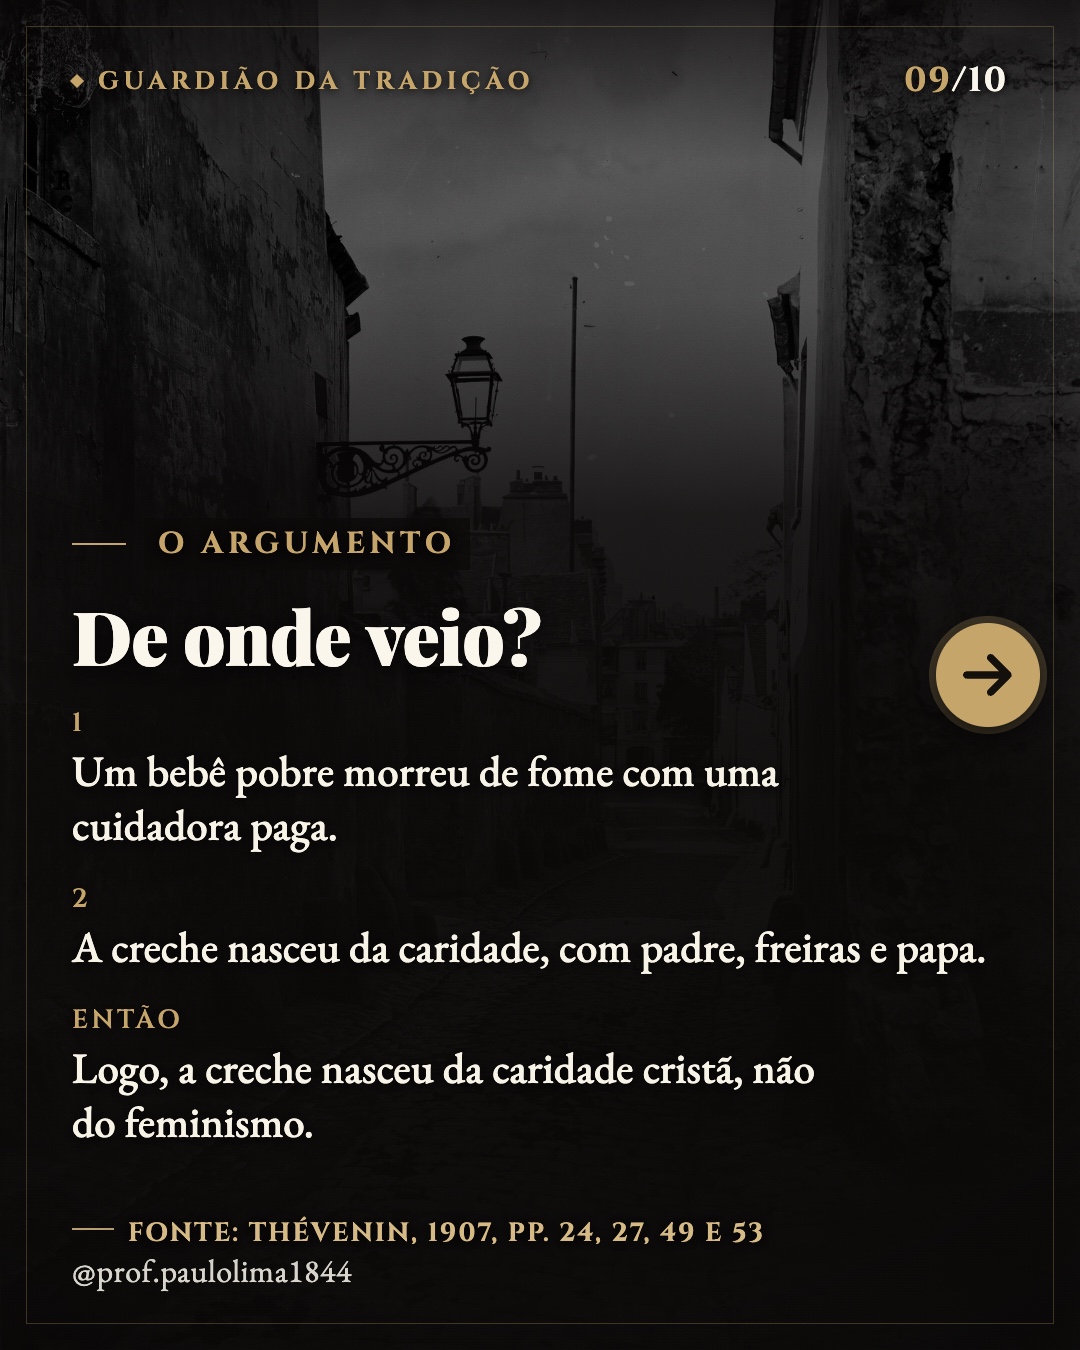 GUARDIÃO DA TRADIÇÃO
09/10
O ARGUMENTO
De onde veio?
1
Um bebê pobre morreu de fome com uma
cuidadora paga.
2
A creche nasceu da caridade, com padre, freiras e papa.
ENTÃO
Logo, a creche nasceu da caridade cristã, não
do feminismo.
FONTE: THÉVENIN, 1907, PP. 24, 27, 49 E 53
@prof.paulolima1844